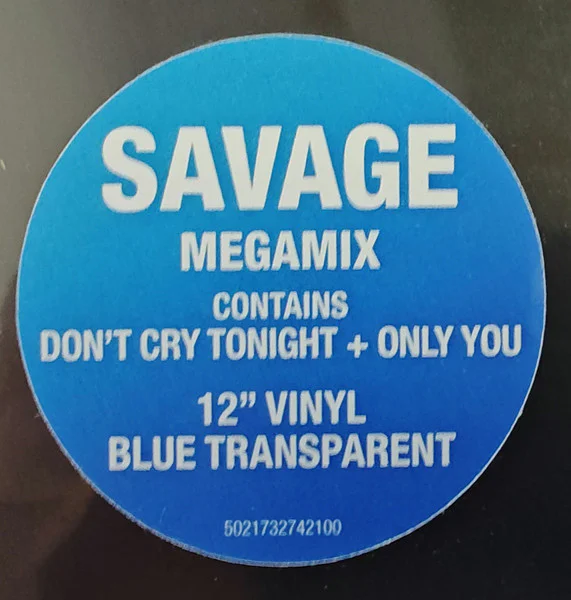 SAVAGE
MEGAMIX
CONTAINS
DON'T CRY TONIGHT + ONLY YOU
12” VINYL
BLUE TRANSPARENT
5021732742100